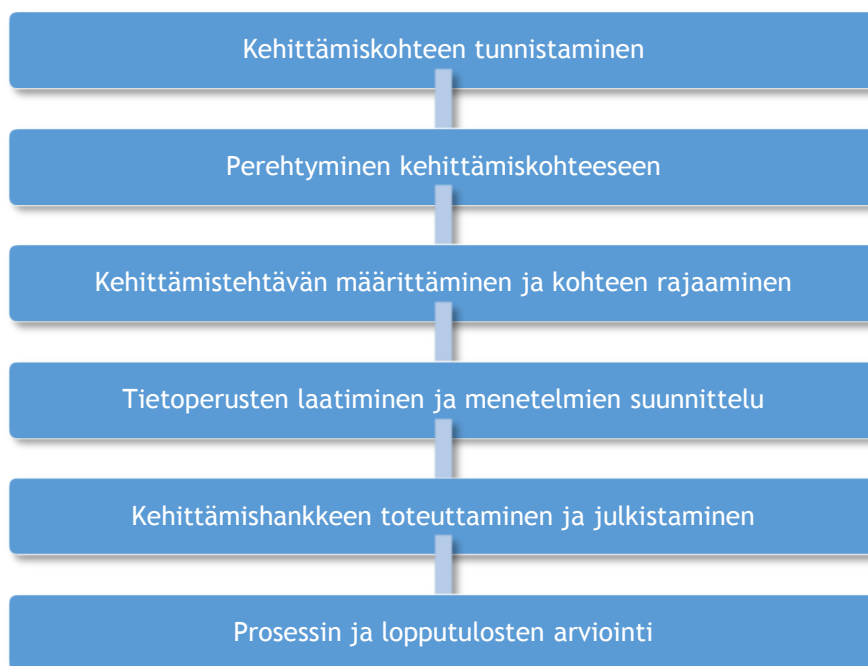 Kehittämiskohteen tunnistaminen
Perehtyminen kehittämiskohteeseen
Kehittämistehtävän määrittäminen ja kohteen rajaaminen
Tietoperusten laatiminen ja menetelmien suunnittelu
Kehittämishankkeen toteuttaminen ja julkistaminen
Prosessin ja lopputulosten arviointi